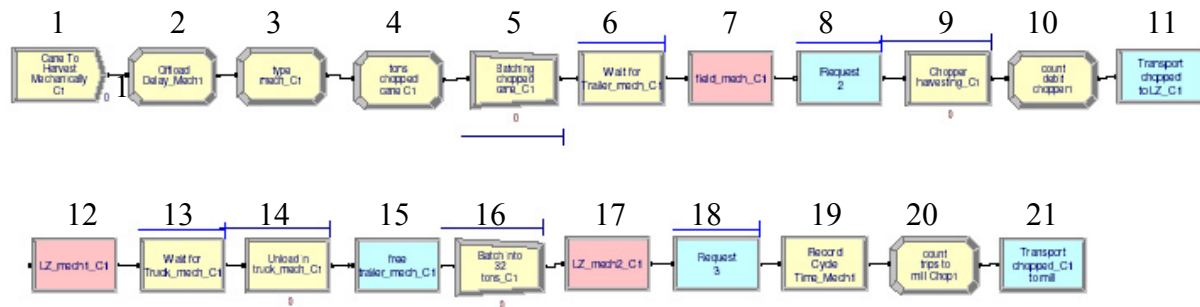 1 2 3 4 5 6 7 8 9 10 11
Cane To
Harvest
Mechanically
C1
0
1
Offload
Delay_Mech1
type
mech_C1
tons
chopped
cane C1
Batching
chopped
cane_C1
0
Wait for
Trailer_mech_C1
field_mech_C1
Request
2
Chopper
harvesting_C1
0
count
debit
chopper1
Transport
chopped
to LZ_C1
12 13 14 15 16 17 18 19 20 21
LZ_mech1_C1
Wait for
Truck_mech_C1
Unload in
truck_mech_C1
0
free
trailer_mech_C1
Batch into
32
tons_C1
0
LZ_mech2_C1
Request
3
Record
Cycle
Time_Mech1
count
trips to
mill Chop1
Transport
chopped_C1
to mill